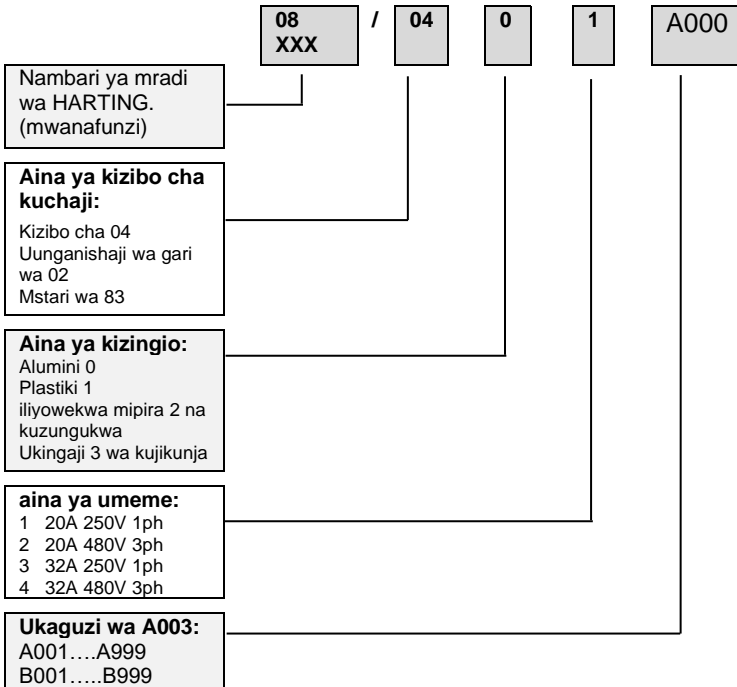 08 / 04 0 1 A000
XXX
Nambari ya mradi
wa HARTING.
(mwanafunzi)
Aina ya kizibo cha
kuchaji:
Kizibo cha 04
Uunganishaji wa gari
wa 02
Mstari wa 83
Aina ya kizingio:
Alumini 0
Plastiki 1
iliyowekwa mipira 2 na
kuzungukwa
Ukingaji 3 wa kujikunja
aina ya umeme:
1 20A 250V 1ph
2 20A 480V 3ph
3 32A 250V 1ph
4 32A 480V 3ph
Ukaguzi wa A003:
A001….A999
B001…..B999